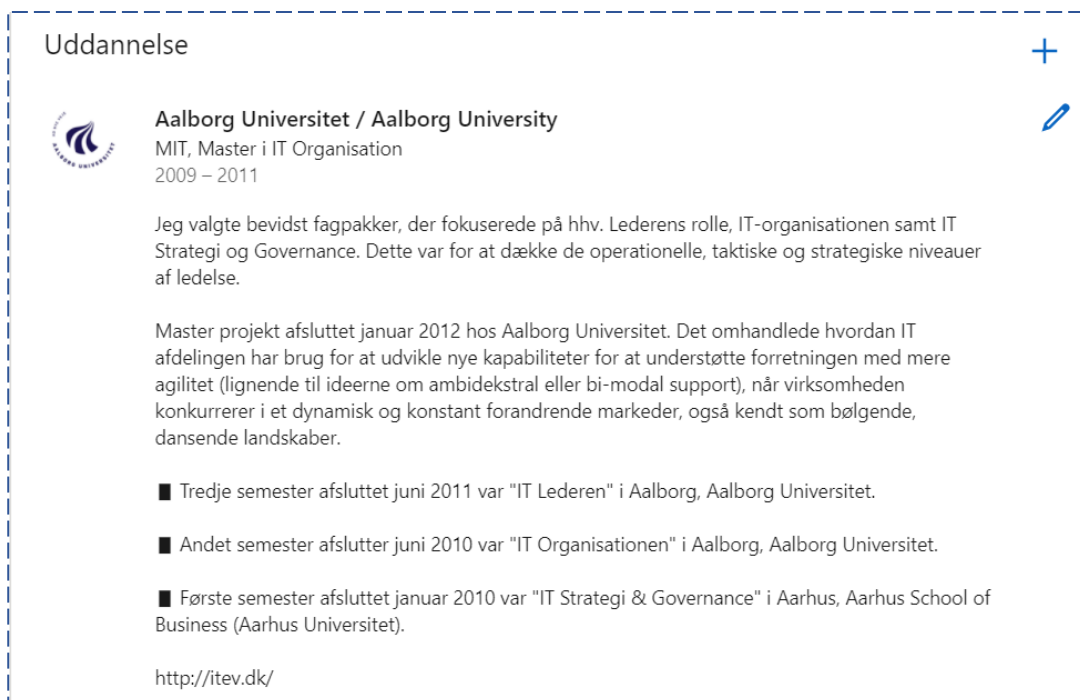 Uddannelse
Aalborg Universitet / Aalborg University
MIT, Master i IT Organisation
2009 – 2011
Jeg valgte bevidst fagpakker, der fokuserede på hhv. Lederens rolle, IT-organisationen samt IT
Strategi og Governance. Dette var for at dække de operationelle, taktiske og strategiske niveauer
af ledelse.
Master projekt afsluttet januar 2012 hos Aalborg Universitet. Det omhandlede hvordan IT
afdelingen har brug for at udvikle nye kapabiliteter for at understøtte forretningen med mere
agilitet (lignende til ideerne om ambidekstral eller bi-modal support), når virksomheden
konkurrerer i et dynamisk og konstant forandrende markeder, også kendt som bølgende,
dansende landskaber.
█ Tredje semester afsluttet juni 2011 var "IT Lederen" i Aalborg, Aalborg Universitet.
█ Andet semester afslutter juni 2010 var "IT Organisationen" i Aalborg, Aalborg Universitet.
█ Første semester afsluttet januar 2010 var "IT Strategi & Governance" i Aarhus, Aarhus School of
Business (Aarhus Universitet).
http://itev.dk/
AALBORG UNIVERSITET